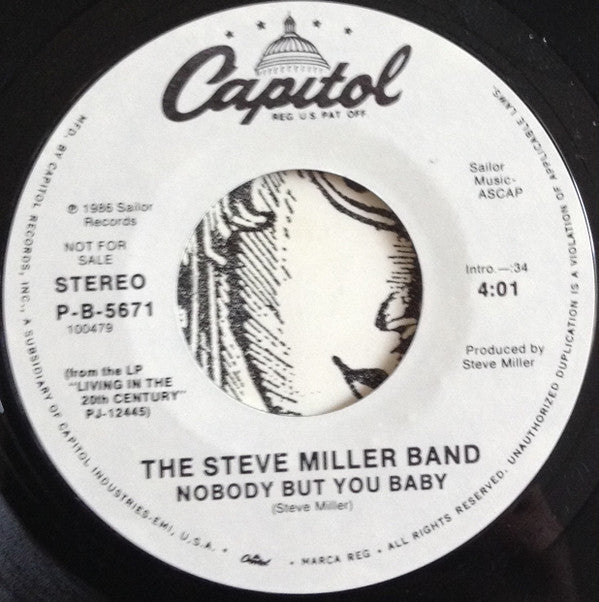 Capitol
REG. U.S. PAT. OFF.
℗ 1986 Sailor
Records
NOT FOR
SALE
STEREO
P-B-5671
100479
(from the LP
"LIVING IN THE
20th CENTURY"
PJ-12445)
Sailor
Music-
ASCAP
Intro.—:34
4:01
Produced by
Steve Miller
THE STEVE MILLER BAND
NOBODY BUT YOU BABY
(Steve Miller)
MFD. BY CAPITOL RECORDS, INC., A SUBSIDIARY OF CAPITOL INDUSTRIES-EMI, U.S.A. • Capitol • MARCA REG • ALL RIGHTS RESERVED. UNAUTHORIZED DUPLICATION IS A VIOLATION OF APPLICABLE LAWS.